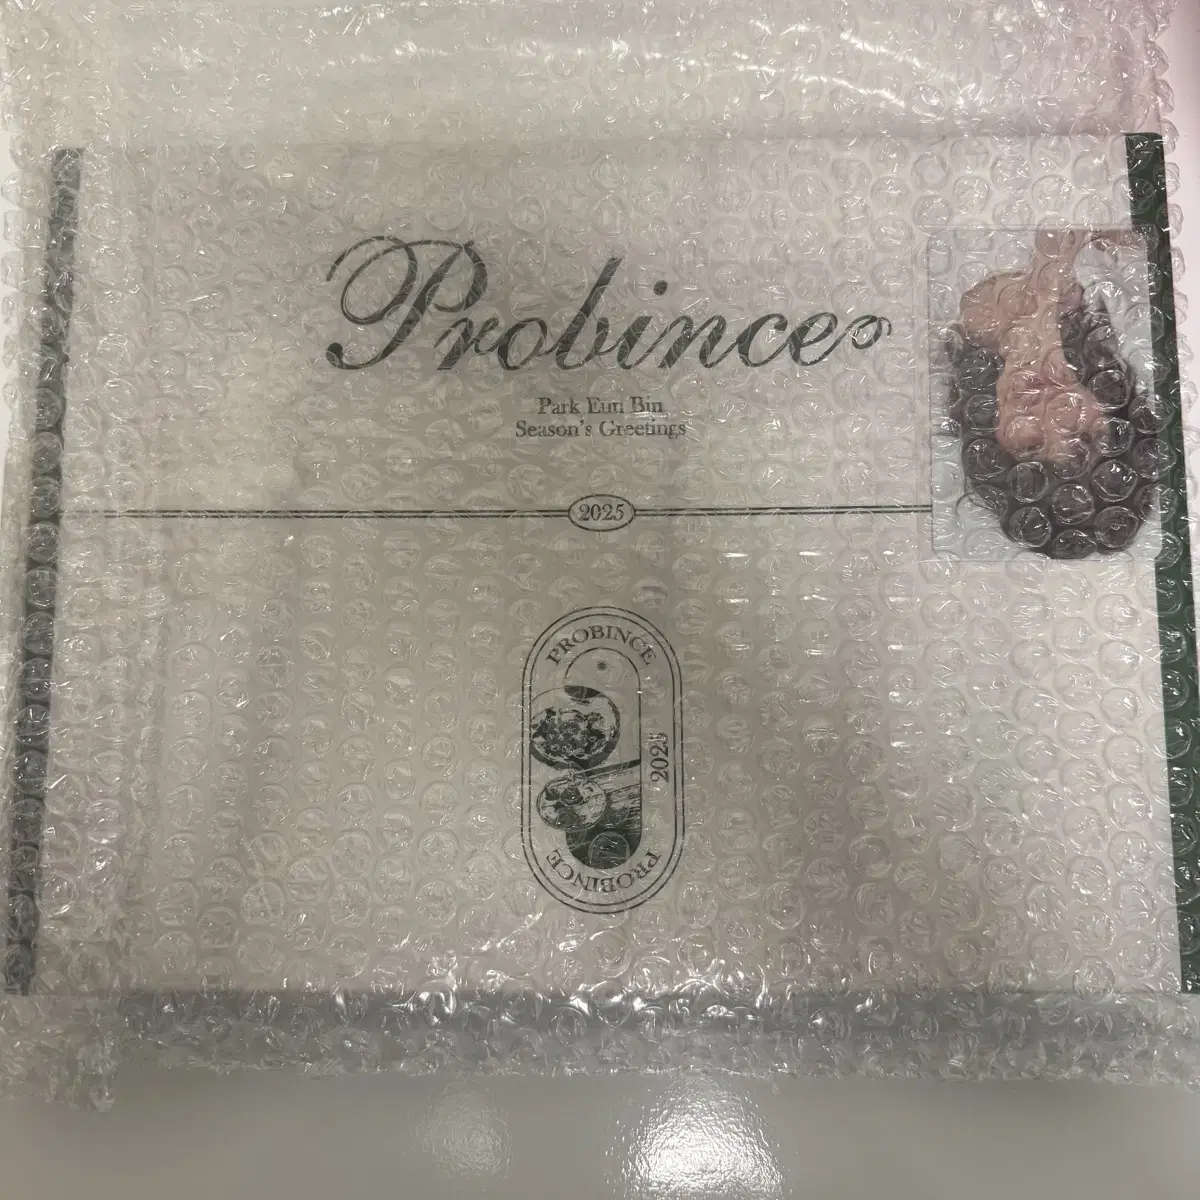 Probince
Park Eun Bin
Season's Greetings
2025
PROBINCE
2025
PROBINCE